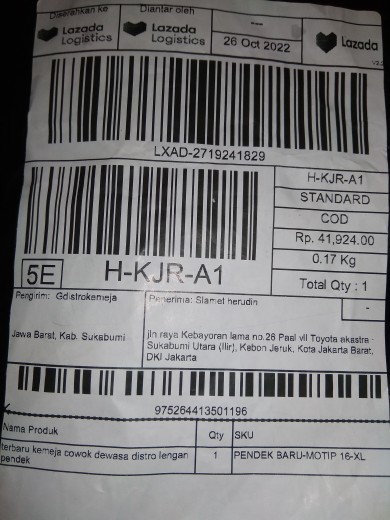 Diserahkan ke
Lazada
Logistics
Diantar oleh
Lazada
Logistics
---
26 Oct 2022
Lazada
LXAD-2719241829
H-KJR-A1
STANDARD
COD
Rp. 41,924.00
0.17 Kg
Total Qty : 1
5E
H-KJR-A1
Pengirim: Gdistrokemeja
Penerima: Slamet herudin
-
Jawa Barat, Kab. Sukabumi
jln raya Kebayoran lama no.26 Paal vII Toyota akastra -
Sukabumi Utara (Ilir), Kebon Jeruk, Kota Jakarta Barat,
DKI Jakarta
975264413501196
Nama Produk
Qty
SKU
terbaru kemeja cowok dewasa distro lengan
pendek
1
PENDEK BARU-MOTIP 16-XL